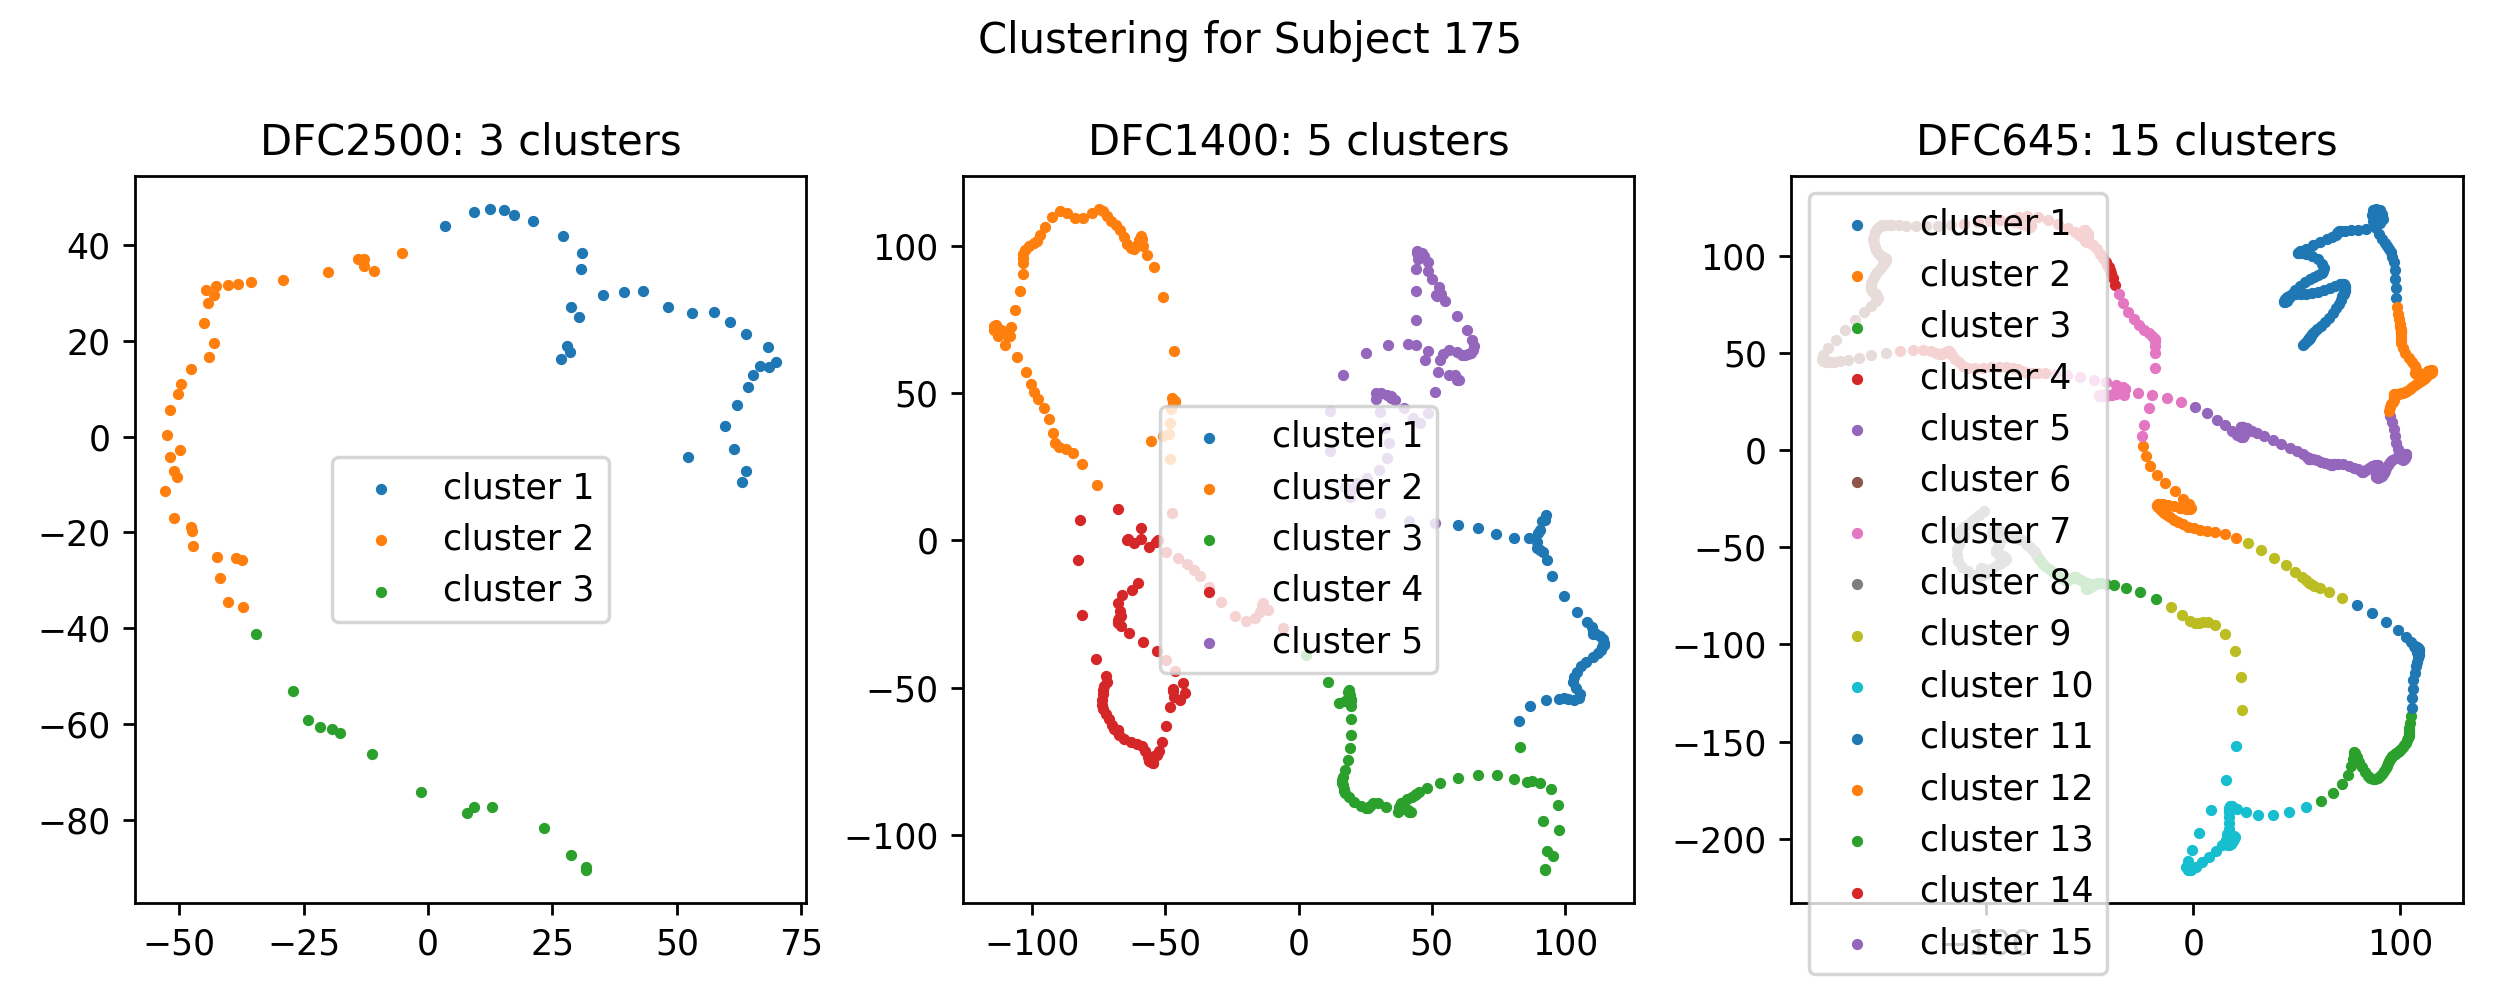 Clustering for Subject 175
DFC2500: 3 clusters
40
20
0
−20
−40
−60
−80
−50
−25
0
25
50
75
cluster 1
cluster 2
cluster 3
DFC1400: 5 clusters
100
50
0
−50
−100
−100
−50
0
50
100
cluster 1
cluster 2
cluster 3
cluster 4
cluster 5
DFC645: 15 clusters
100
50
0
−50
−100
−150
−200
−100
0
100
cluster 1
cluster 2
cluster 3
cluster 4
cluster 5
cluster 6
cluster 7
cluster 8
cluster 9
cluster 10
cluster 11
cluster 12
cluster 13
cluster 14
cluster 15